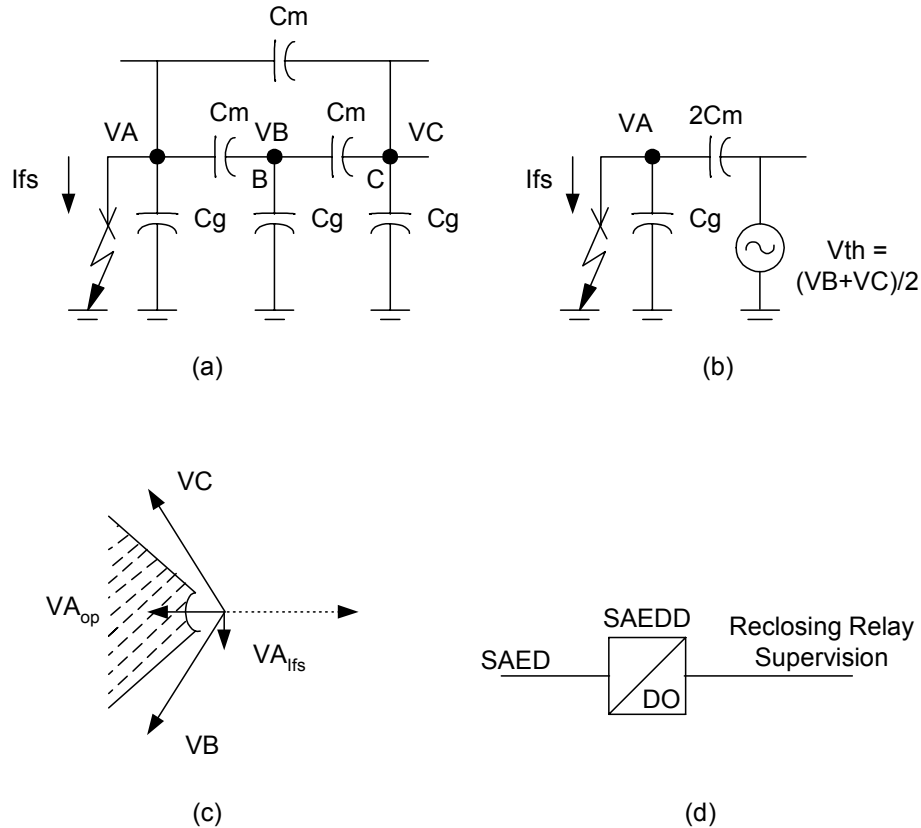 Cm
VA Cm VB Cm VC
Ifs B C
Cg Cg Cg
(a)
VA 2Cm
Ifs
Cg Vth =
(VB+VC)/2
(b)
VC
VAop
VAIfs
VB
(c)
SAEDD
SAED Reclosing Relay
Supervision
DO
(d)